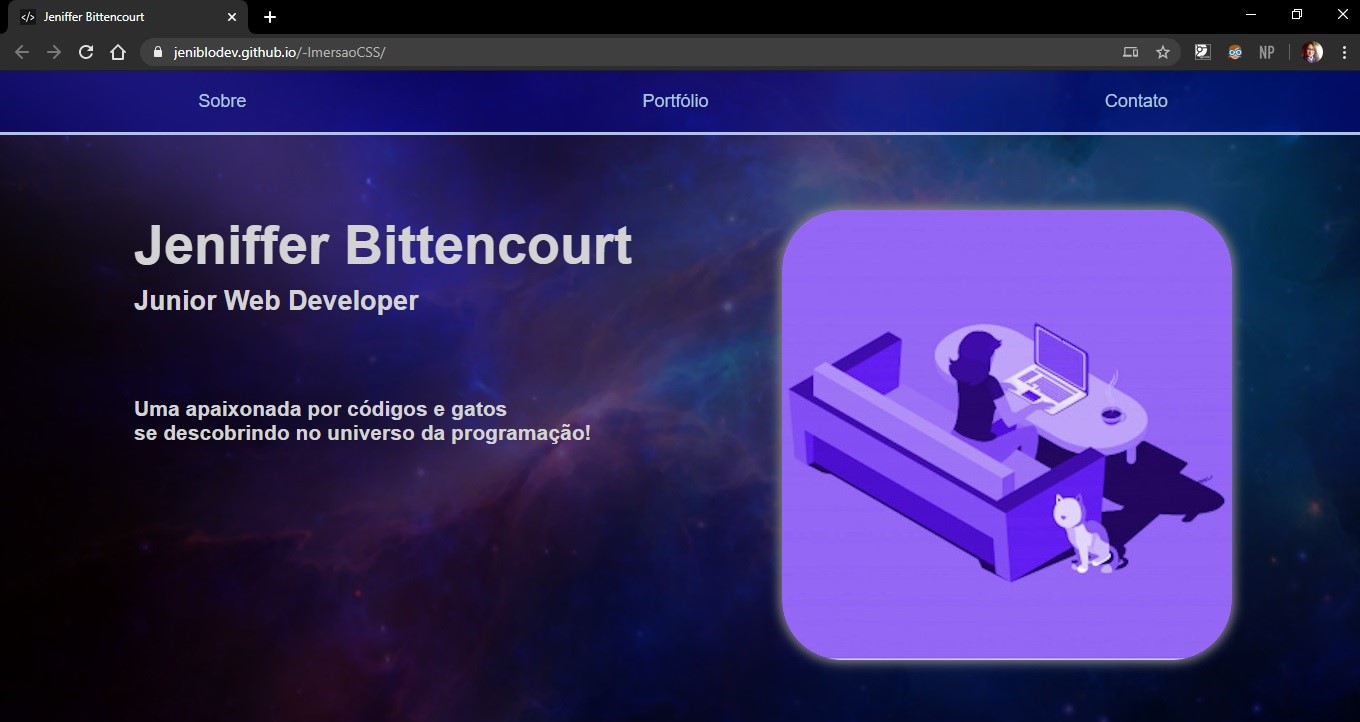 Jeniffer Bittencourt
jeniblodev.github.io/-ImersaoCSS/
NP
Sobre Portfólio Contato
Jeniffer Bittencourt
Junior Web Developer
Uma apaixonada por códigos e gatos
se descobrindo no universo da programação!